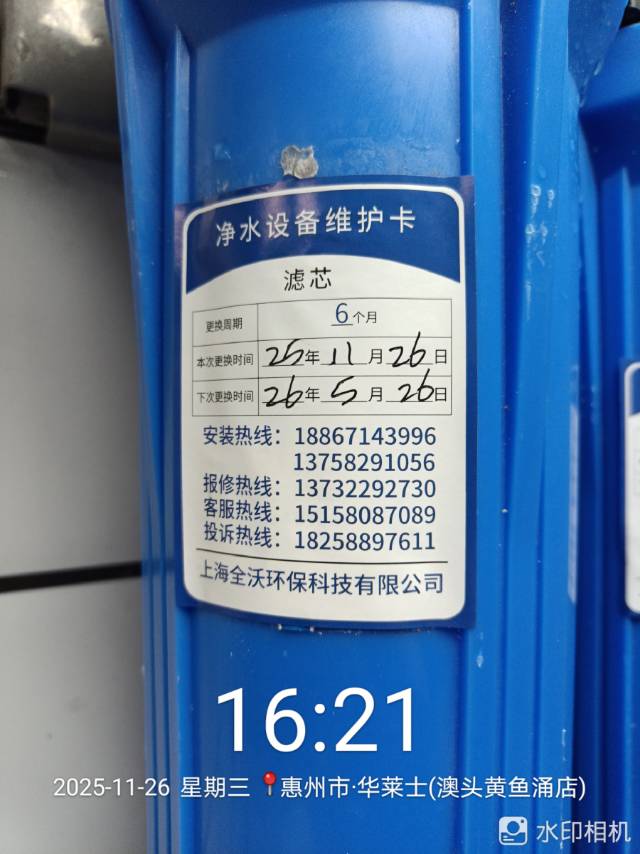 净水设备维护卡
滤芯
更换周期 6个月
本次更换时间 25年11月26日
下次更换时间 26年5月26日
安装热线：18867143996
13758291056
报修热线：13732292730
客服热线：15158087089
投诉热线：18258897611
上海全沃环保科技有限公司
16:21
2025-11-26 星期三 惠州市·华莱士(澳头黄鱼涌店)
水印相机